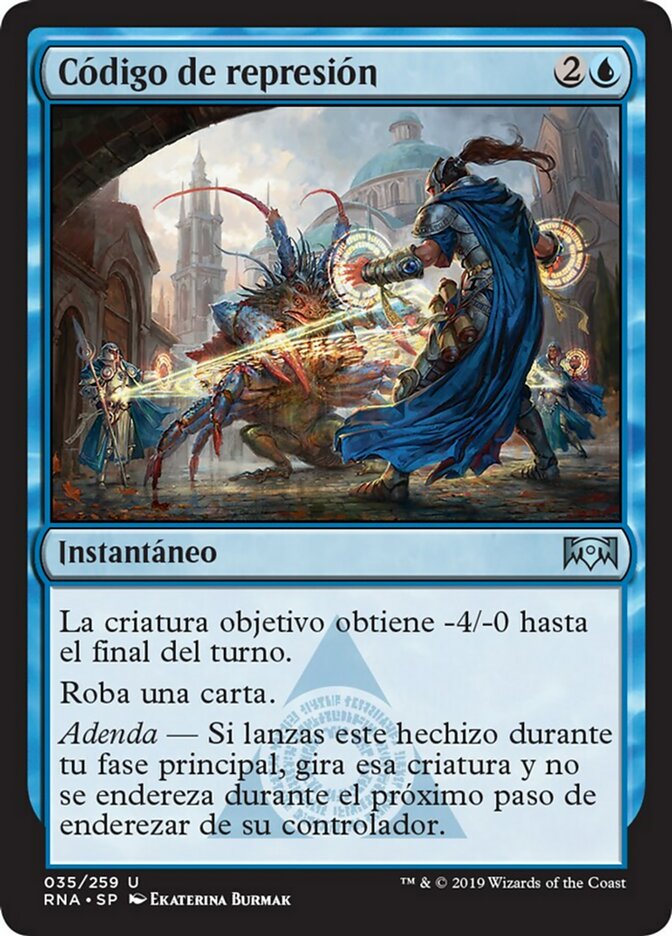 Código de represión 2
Instantáneo
La criatura objetivo obtiene -4/-0 hasta
el final del turno.
Roba una carta.
Adenda — Si lanzas este hechizo durante
tu fase principal, gira esa criatura y no
se endereza durante el próximo paso de
enderezar de su controlador.
035/259 U
RNA • SP Ekaterina Burmak
™ & © 2019 Wizards of the Coast